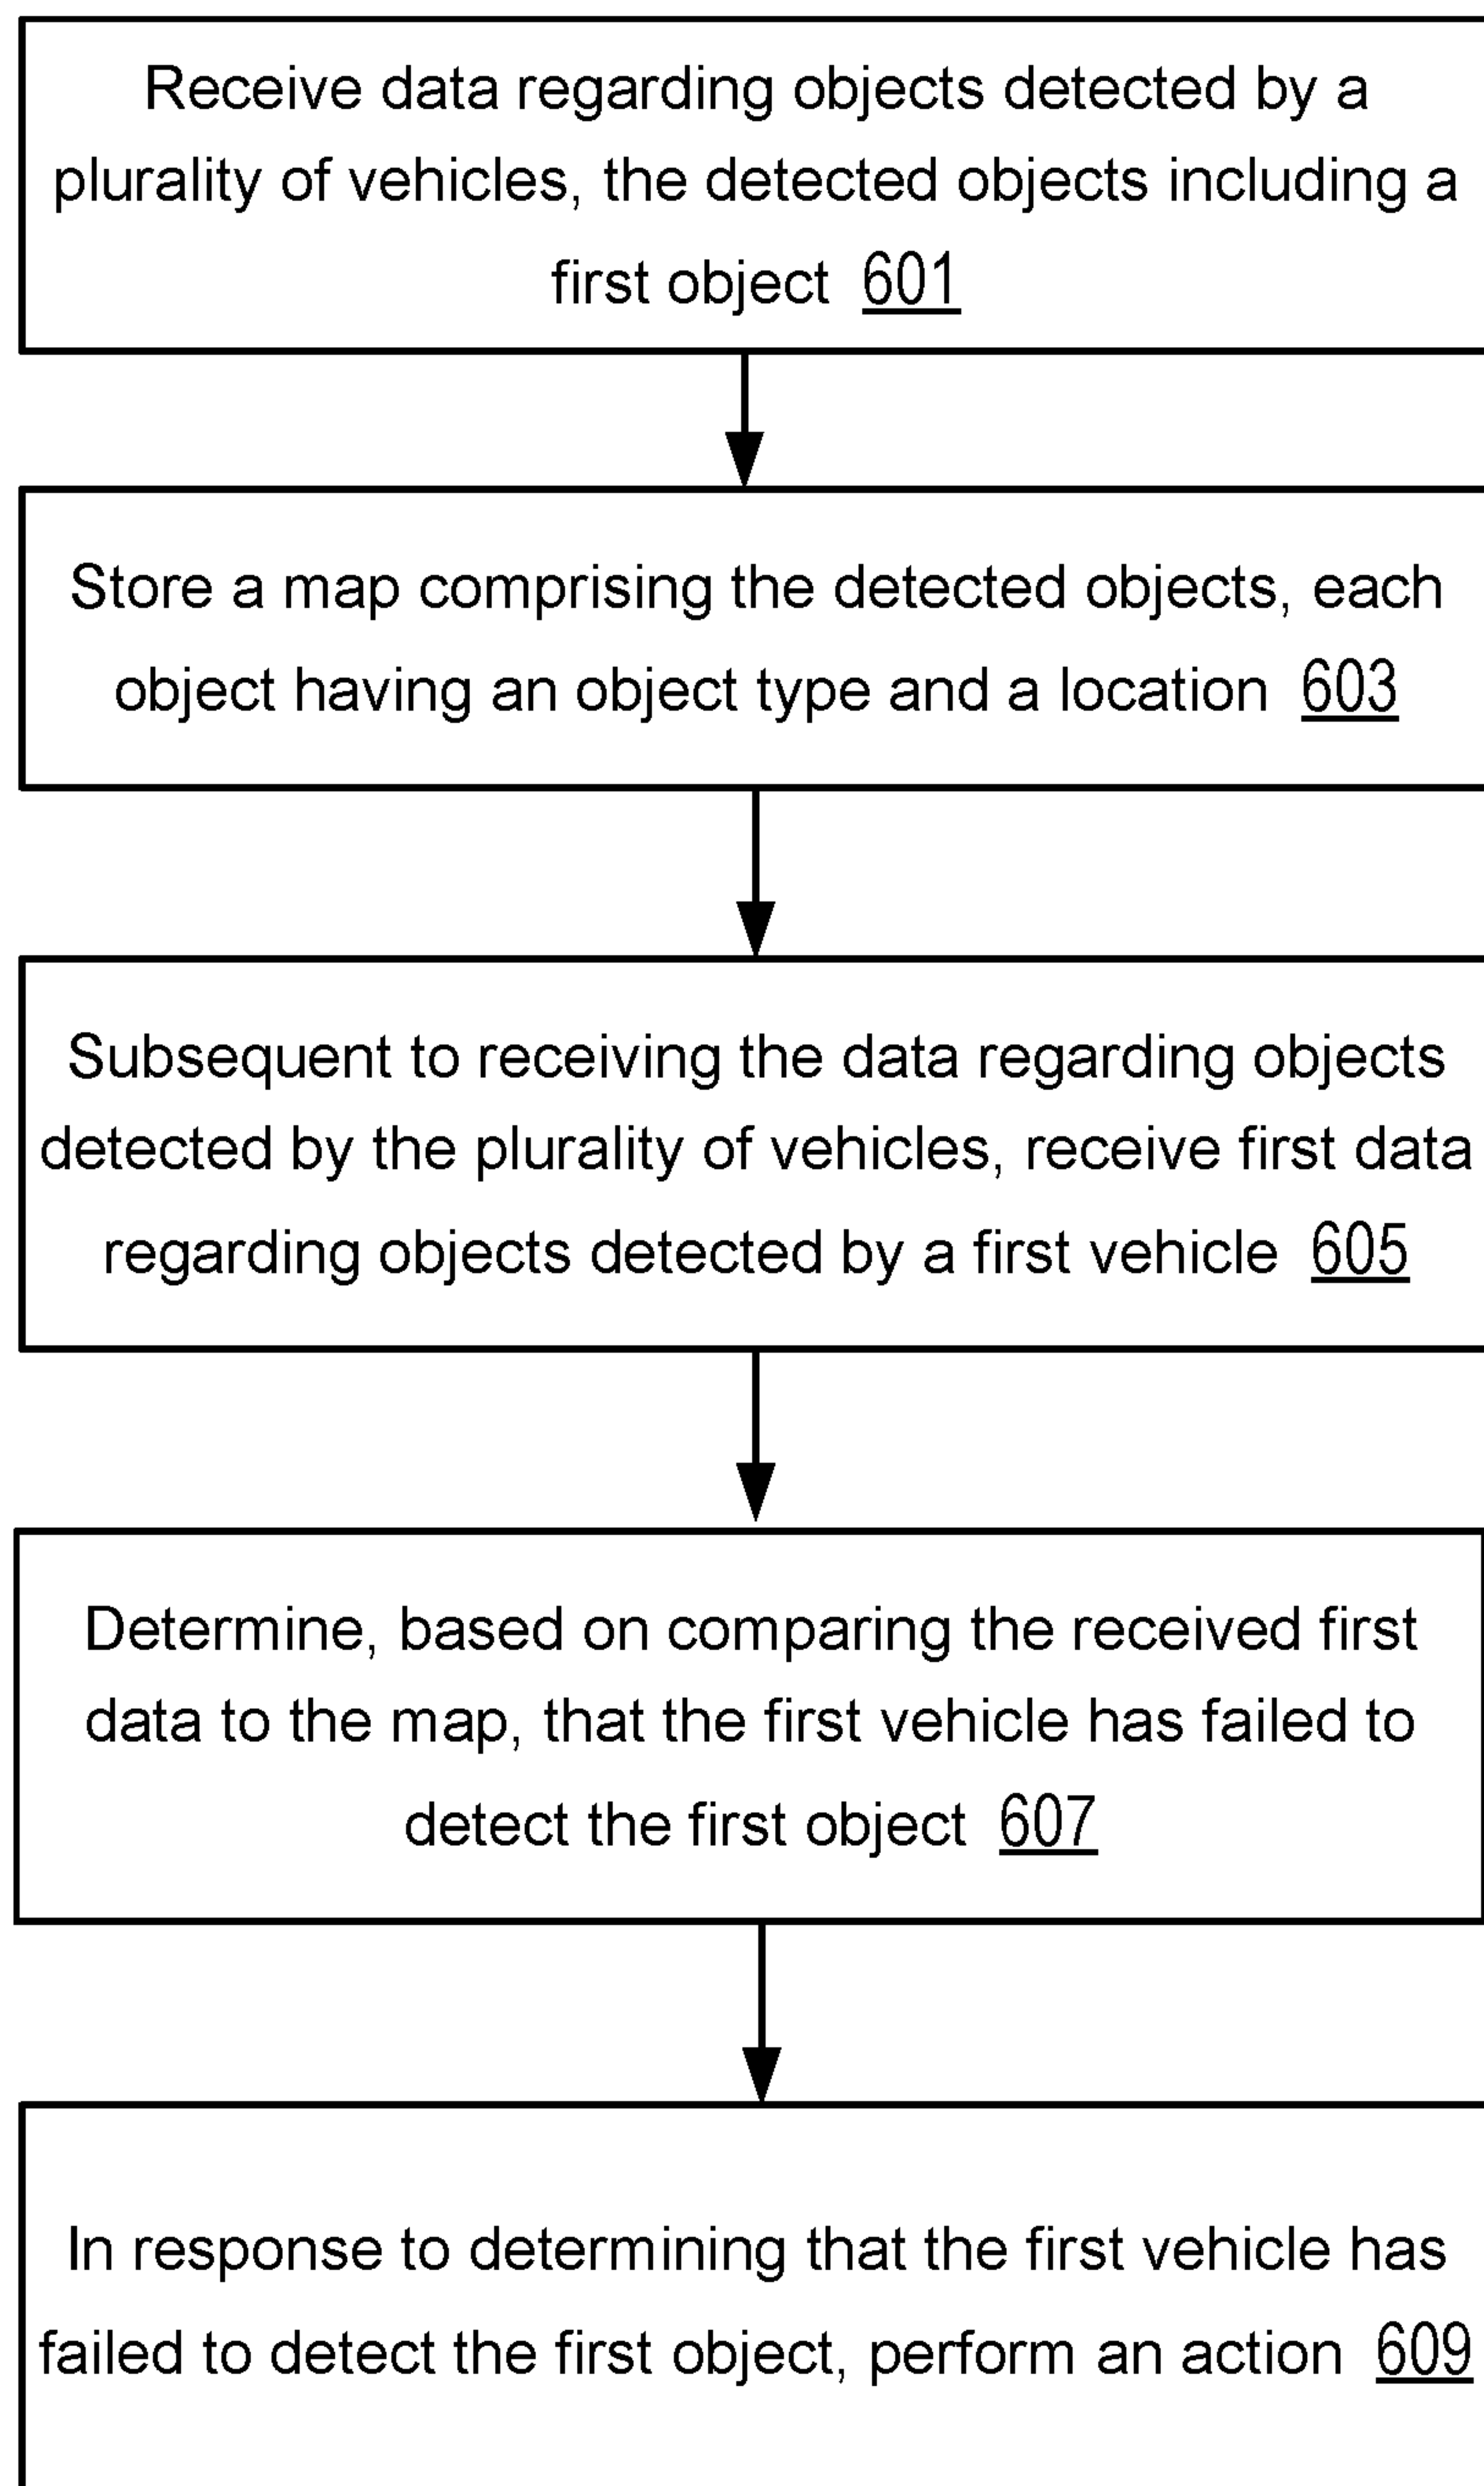 Receive data regarding objects detected by a
plurality of vehicles, the detected objects including a
first object 601
Store a map comprising the detected objects, each
object having an object type and a location 603
Subsequent to receiving the data regarding objects
detected by the plurality of vehicles, receive first data
regarding objects detected by a first vehicle 605
Determine, based on comparing the received first
data to the map, that the first vehicle has failed to
detect the first object 607
In response to determining that the first vehicle has
failed to detect the first object, perform an action 609